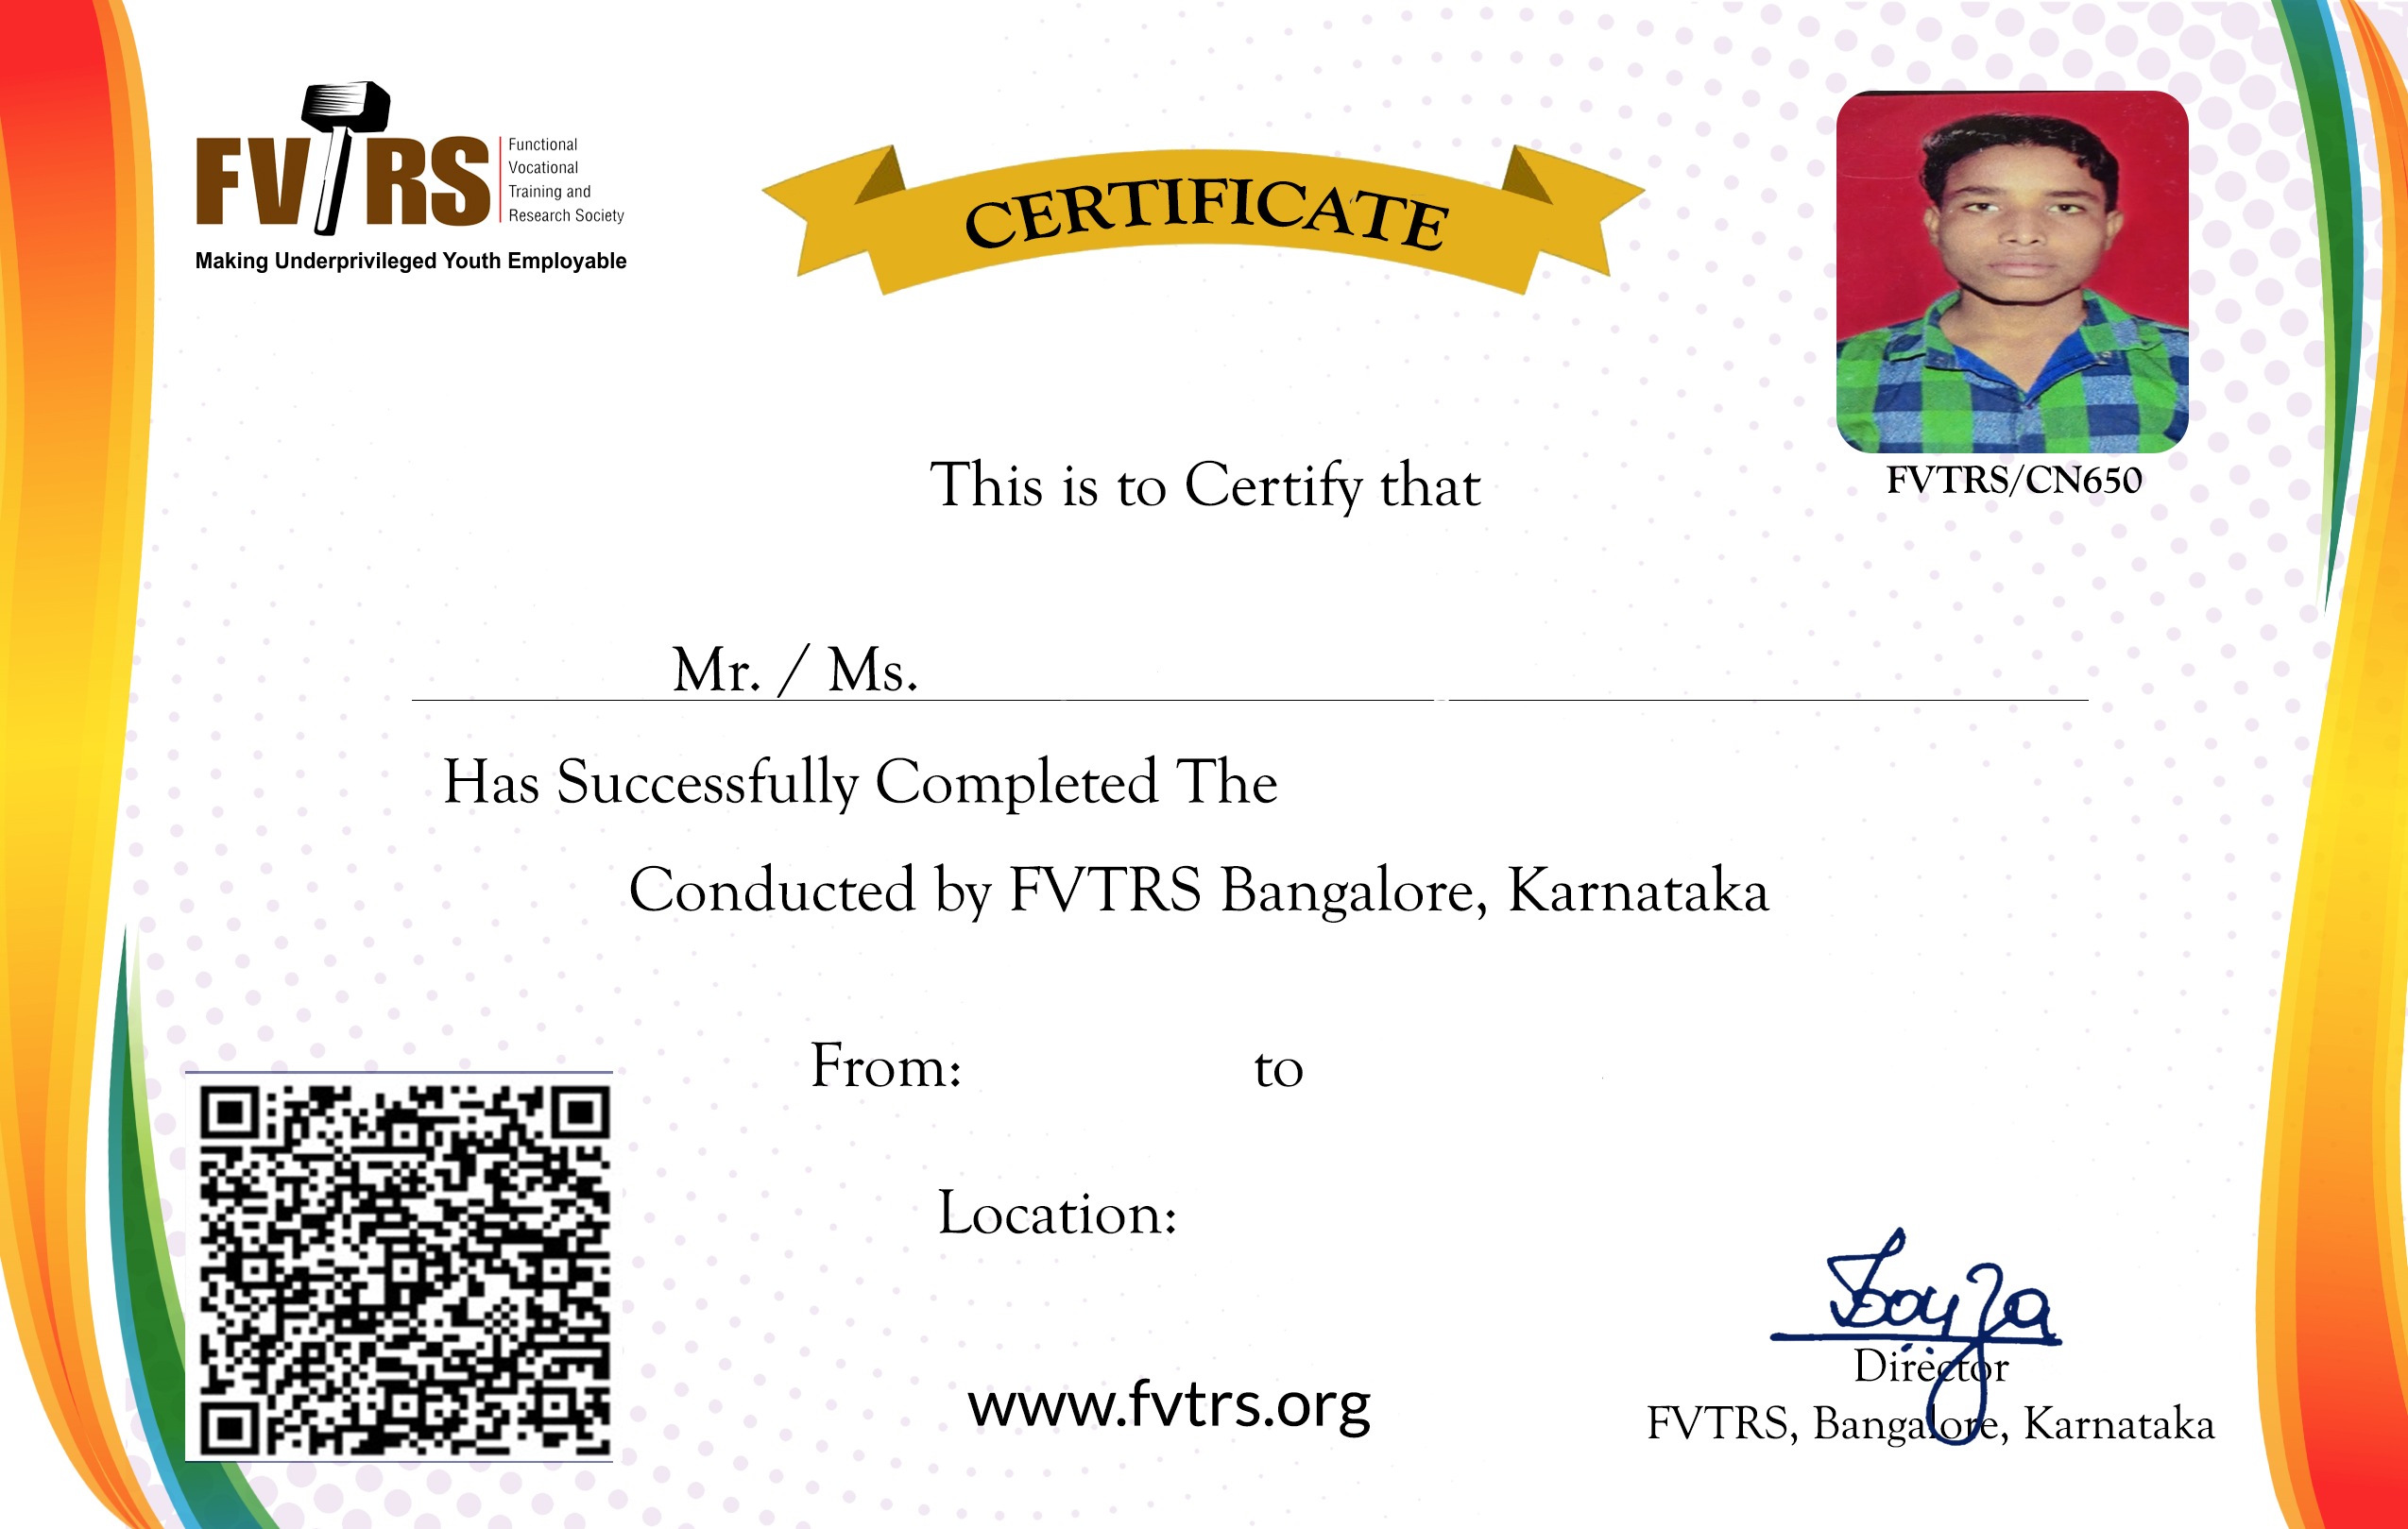 FVTRS
Functional
Vocational
Training and
Research Society
Making Underprivileged Youth Employable
CERTIFICATE
FVTRS/CN650
This is to Certify that
Mr. / Ms.
Has Successfully Completed The
Conducted by FVTRS Bangalore, Karnataka
From: to
Location:
www.fvtrs.org
Director
FVTRS, Bangalore, Karnataka